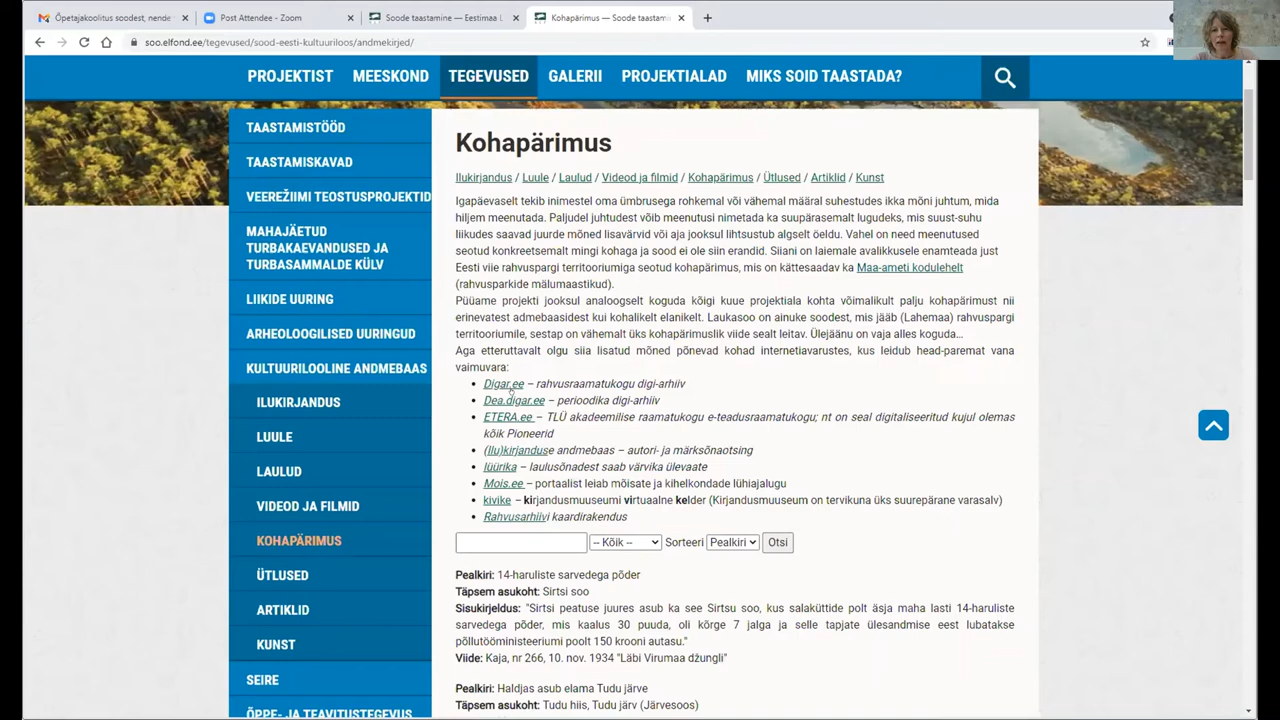 Õpetajakoolitus soodest, nende
Post Attendee - Zoom
Soode taastamine — Eestimaa
Kohapärimus — Soode taastami
soo.elfond.ee/tegevused/sood-eesti-kultuuriloos/andmekirjed/
PROJEKTIST MEESKOND TEGEVUSED GALERII PROJEKTIALAD MIKS SOID TAASTADA?
TAASTAMISTÖÖD
TAASTAMISKAVAD
VEEREŽIIMI TEOSTUSPROJEKTID
MAHAJÄETUD
TURBAKAEVANDUSED JA
TURBASAMMALDE KÜLV
LIIKIDE UURING
ARHEOLOOGILISED UURINGUD
KULTUURILOOLINE ANDMEBAAS
ILUKIRJANDUS
LUULE
LAULUD
VIDEOD JA FILMID
KOHAPÄRIMUS
ÜTLUSED
ARTIKLID
KUNST
SEIRE
ÕPPE- JA TEAVITUSTEGEVUS
Kohapärimus
Ilukirjandus / Luule / Laulud / Videod ja filmid / Kohapärimus / Ütlused / Artiklid / Kunst
Igapäevaselt tekib inimestel oma ümbrusega rohkemal või vähemal määral suhestudes ikka mõni juhtum, mida
hiljem meenutada. Paljudel juhtudest võib meenutusi nimetada ka suupärasemalt lugudeks, mis suust-suhu
liikudes saavad juurde mõned lisavärvid või aja jooksul lihtsustub algselt öeldu. Vahel on need meenutused
seotud konkreetsemalt mingi kohaga ja sood ei ole siin erandid. Siiani on laiemale avalikkusele enamteada just
Eesti viie rahvuspargi territooriumiga seotud kohapärimus, mis on kättesaadav ka Maa-ameti kodulehelt
(rahvusparkide mälumaastikud).
Püüame projekti jooksul analoogselt koguda kõigi kuue projektiala kohta võimalikult palju kohapärimust nii
erinevatest admebaasidest kui kohalikelt elanikelt. Laukasoo on ainuke soodest, mis jääb (Lahemaa) rahvuspargi
territooriumile, sestap on vähemalt üks kohapärimuslik viide sealt leitav. Ülejäänu on vaja alles koguda...
Aga etteruttavalt olgu siia lisatud mõned põnevad kohad internetiavarustes, kus leidub head-paremat vana
vaimuvara:
• Digar.ee – rahvusraamatukogu digi-arhiiv
• Dea.digar.ee – perioodika digi-arhiiv
• ETERA.ee – TLÜ akadeemilise raamatukogu e-teadusraamatukogu; nt on seal digitaliseeritud kujul olemas
kõik Pioneerid
• (Ilu)kirjanduse andmebaas – autori- ja märksõnaotsing
• lüürika – laulusõnadest saab värvika ülevaate
• Mois.ee – portaalist leiab mõisate ja kihelkondade lühiajalugu
• kivike – kirjandusmuuseumi virtuaalne kelder (Kirjandusmuuseum on tervikuna üks suurepärane varasalv)
• Rahvusarhiivi kaardirakendus
-- Kõik -- Sorteeri Pealkiri Otsi
Pealkiri: 14-haruliste sarvedega põder
Täpsem asukoht: Sirtsi soo
Sisukirjeldus: "Sirtsi peatuse juures asub ka see Sirtsu soo, kus salaküttide polt äsja maha lasti 14-haruliste
sarvedega põder, mis kaalus 30 puuda, oli kõrge 7 jalga ja selle tapjate ülesandmise eest lubatakse
põllutööministeeriumi poolt 150 krooni autasu."
Viide: Kaja, nr 266, 10. nov. 1934 "Läbi Virumaa džungli"
Pealkiri: Haldjas asub elama Tudu järve
Täpsem asukoht: Tudu hiis, Tudu järv (Järvesoos)